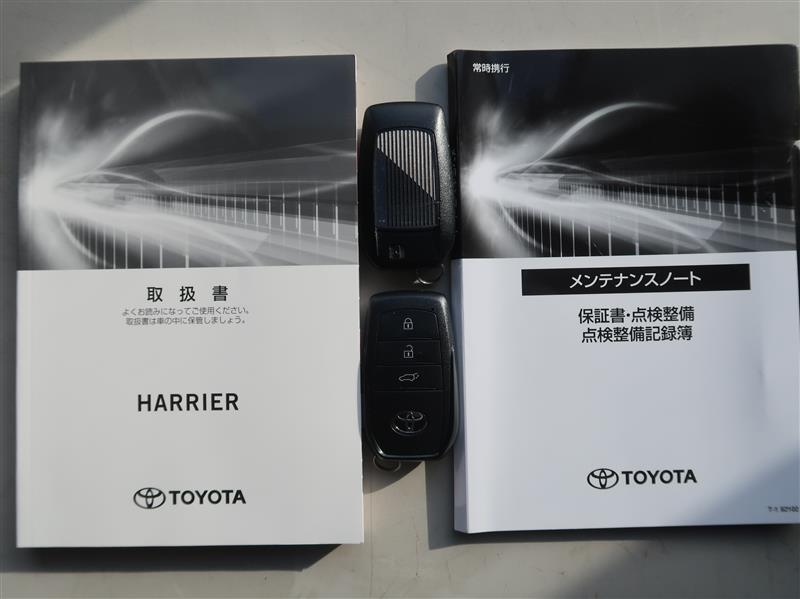 取扱書
よくお読みになってご使用ください。
取扱書は車の中に保管しましょう。
HARRIER
TOYOTA
常時携行
メンテナンスノート
保証書・点検整備
点検整備記録簿
TOYOTA